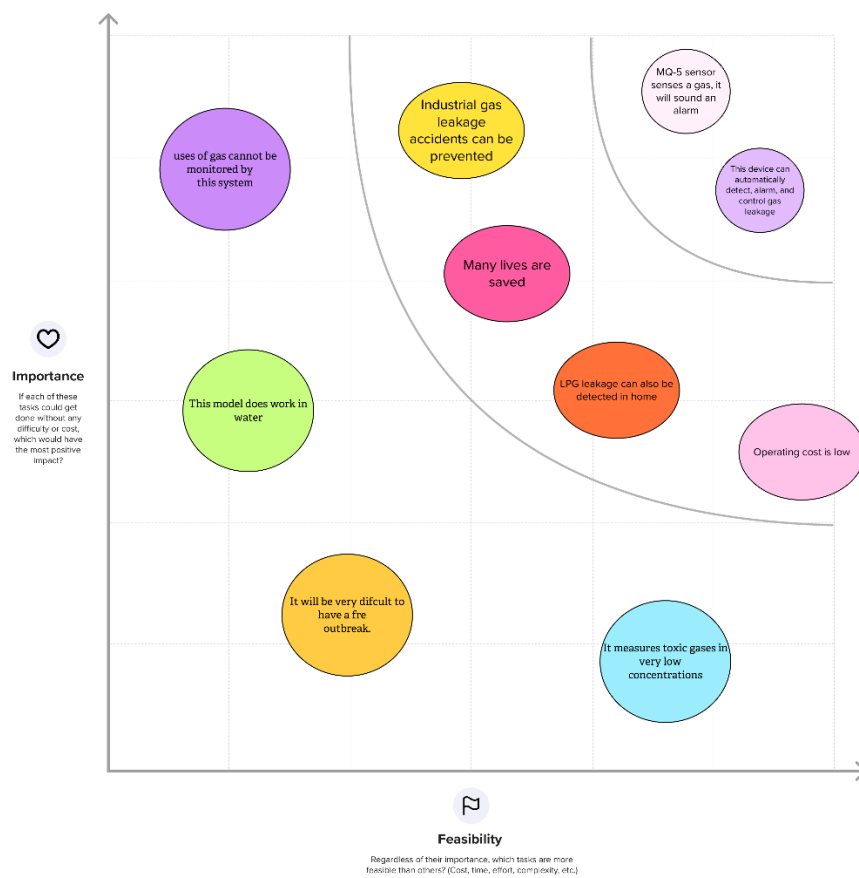 MQ-5 sensor
senses a gas, it
will sound an
alarm
Industrial gas
leakage
accidents can be
prevented
uses of gas cannot be
monitored by
this system
This device can
automatically
detect, alarm, and
control gas
leakage
Many lives are
saved
Importance
If each of these
tasks could get
done without any
difficulty or cost,
which would have
the most positive
impact?
This model does work in
water
LPG leakage can also be
detected in home
Operating cost is low
It will be very difcult to
have a fre
outbreak.
It measures toxic gases in
very low
concentrations
Feasibility
Regardless of their importance, which tasks are more
feasible than others? (Cost, time, effort, complexity, etc.)